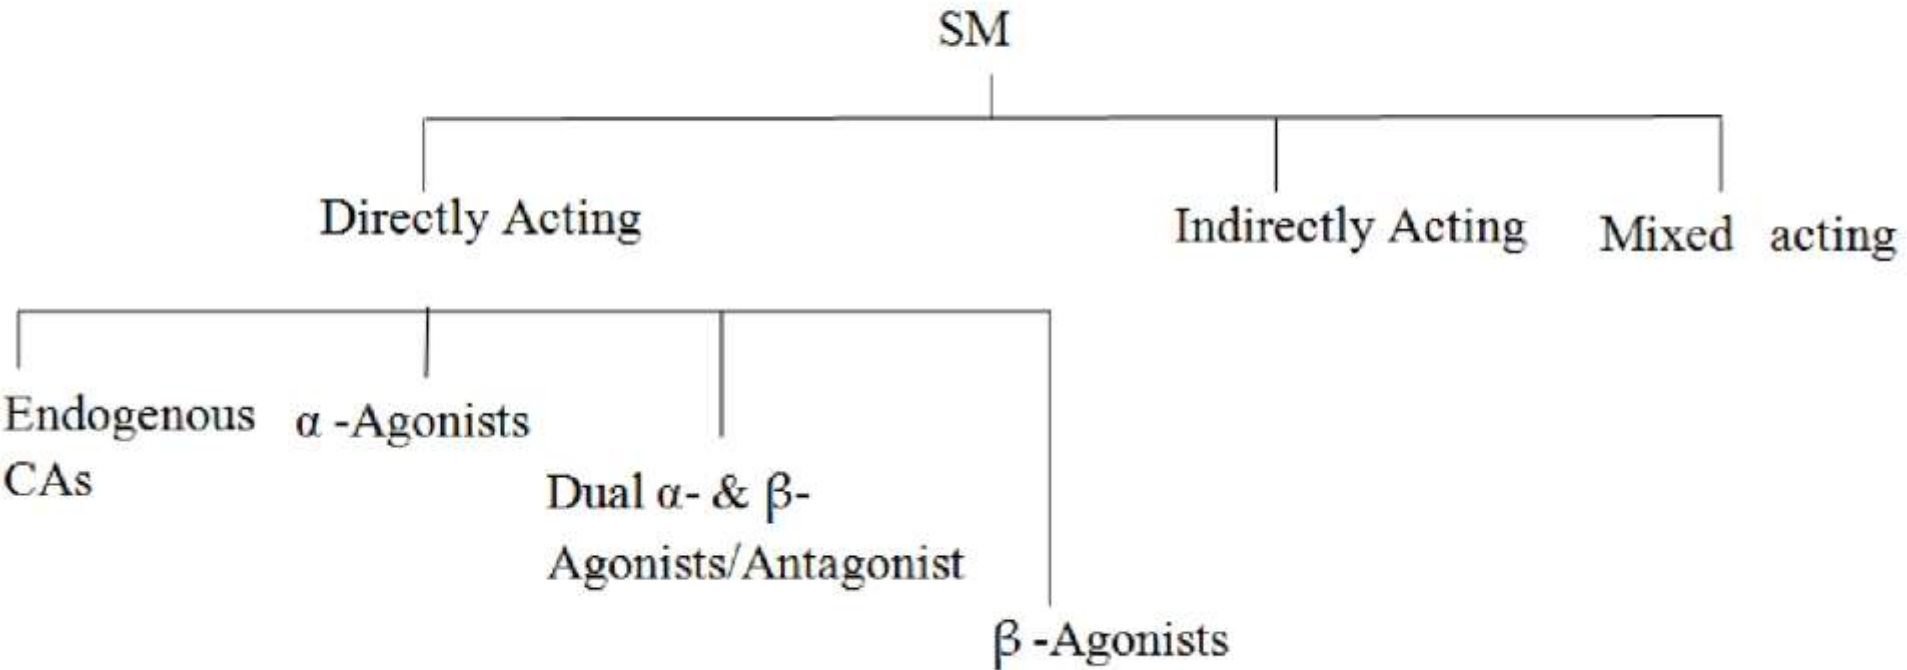 SM
Directly Acting
Indirectly Acting
Mixed acting
Endogenous
CAs
α -Agonists
Dual α- & β-
Agonists/Antagonist
β -Agonists